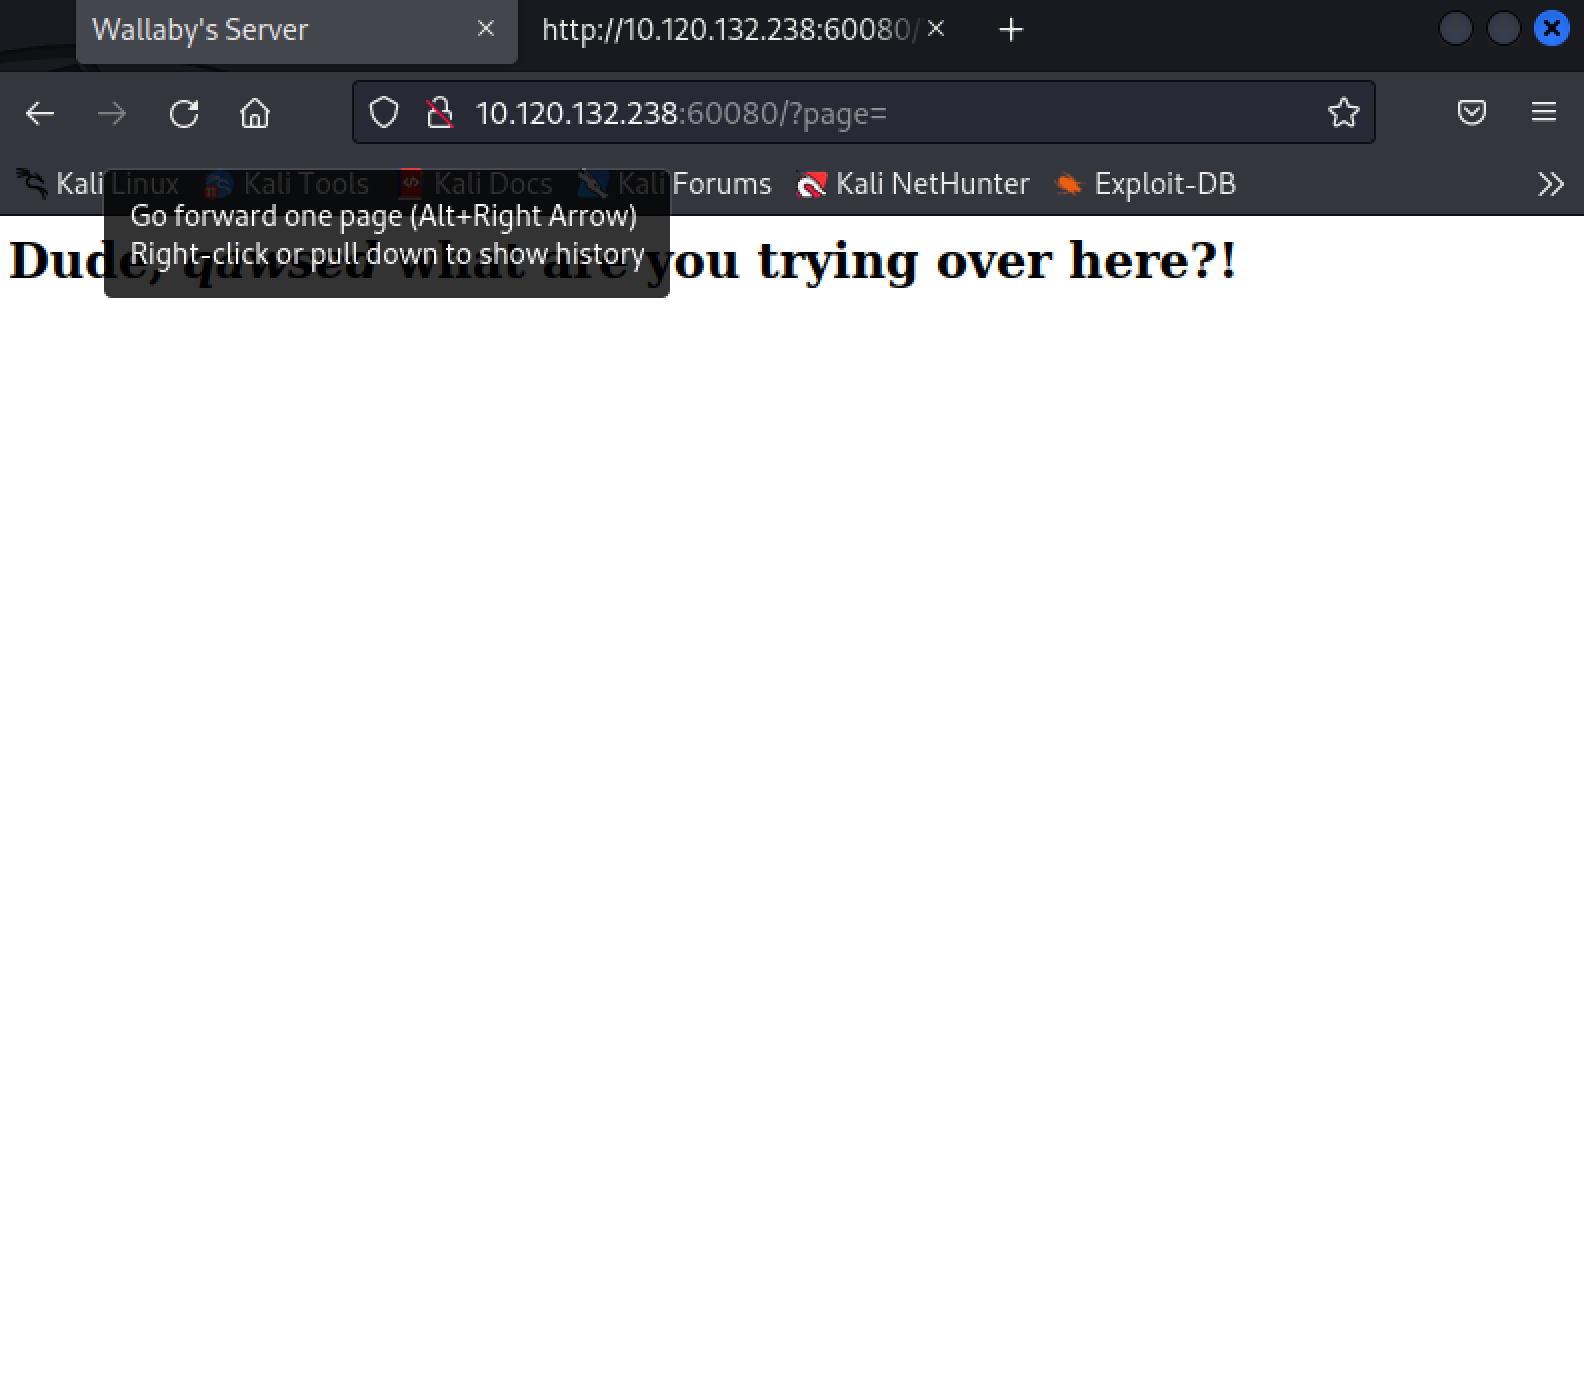 Wallaby's Server
http://10.120.132.238:60080/
10.120.132.238:60080/?page=
Kali Linux Kali Tools Kali Docs Kali Forums Kali NetHunter Exploit-DB
Go forward one page (Alt+Right Arrow)
Right-click or pull down to show history
Dude, qawsed what are you trying over here?!